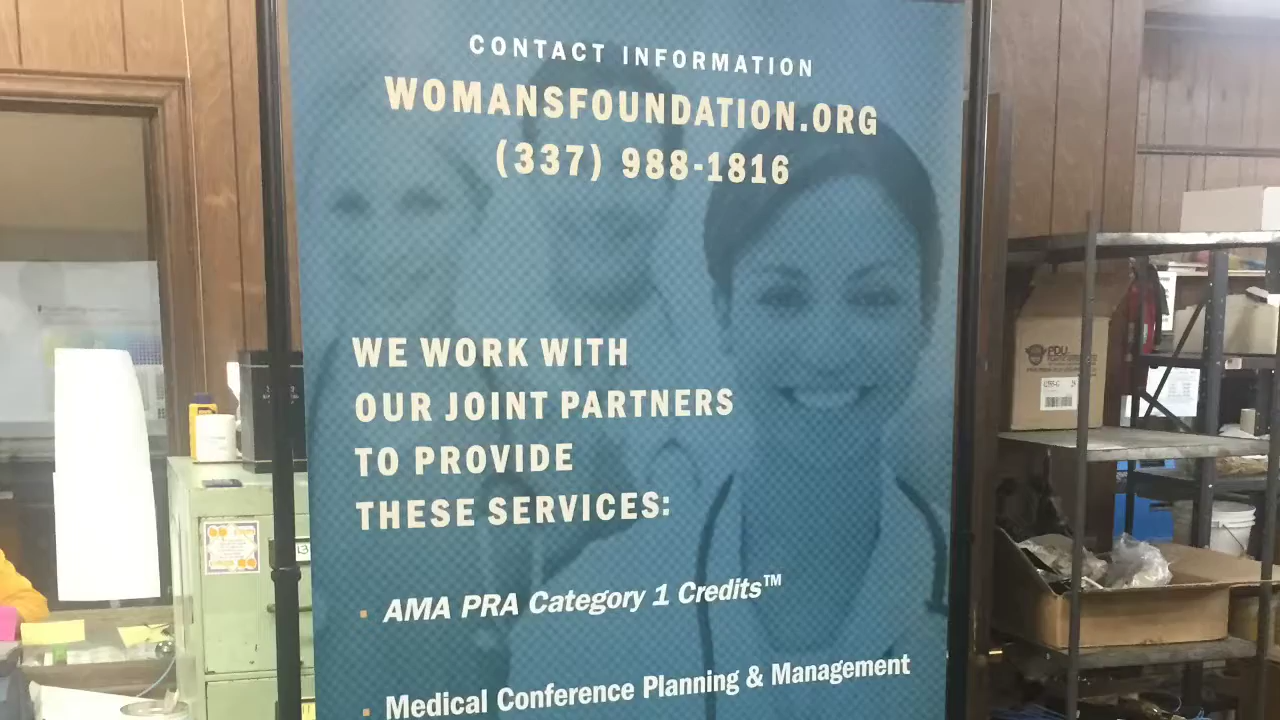 CONTACT INFORMATION
WOMANSFOUNDATION.ORG
(337) 988-1816
WE WORK WITH
OUR JOINT PARTNERS
TO PROVIDE
THESE SERVICES:
AMA PRA Category 1 Credits™
Medical Conference Planning & Management
PDU